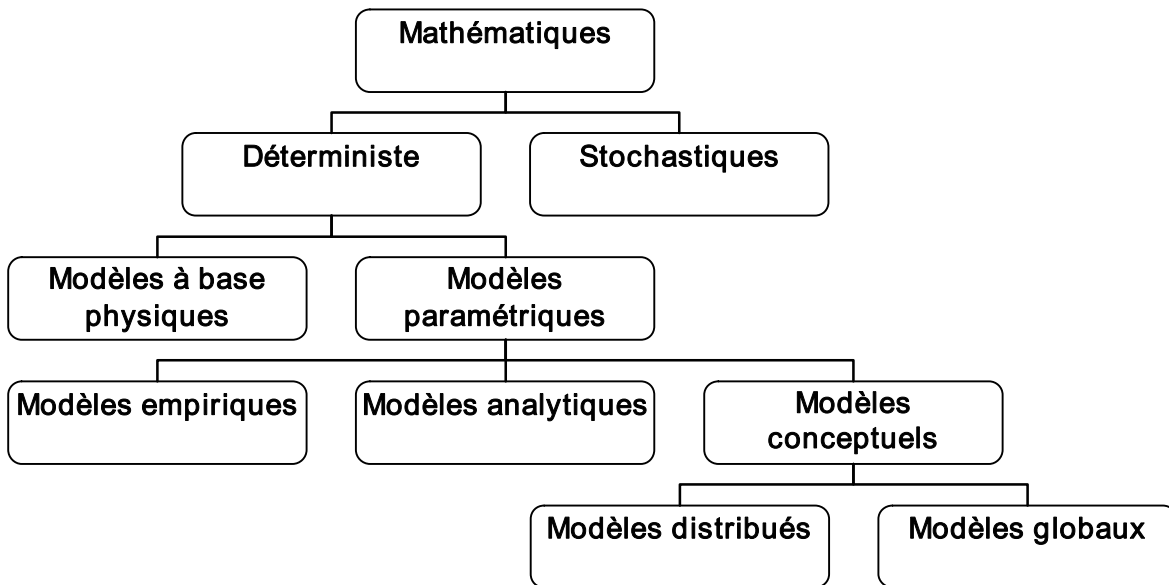 Mathématiques
Déterministe
Stochastiques
Modèles à base
physiques
Modèles
paramétriques
Modèles empiriques
Modèles analytiques
Modèles
conceptuels
Modèles distribués
Modèles globaux